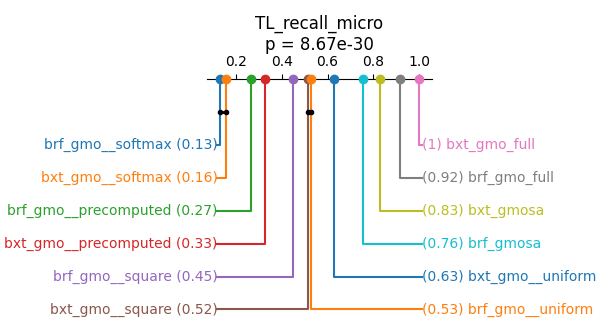 TL_recall_micro
p = 8.67e-30
0.2 0.4 0.6 0.8 1.0
brf_gmo__softmax (0.13) (1) bxt_gmo_full
bxt_gmo__softmax (0.16) (0.92) brf_gmo_full
brf_gmo__precomputed (0.27) (0.83) bxt_gmosa
bxt_gmo__precomputed (0.33) (0.76) brf_gmosa
brf_gmo__square (0.45) (0.63) bxt_gmo__uniform
bxt_gmo__square (0.52) (0.53) brf_gmo__uniform